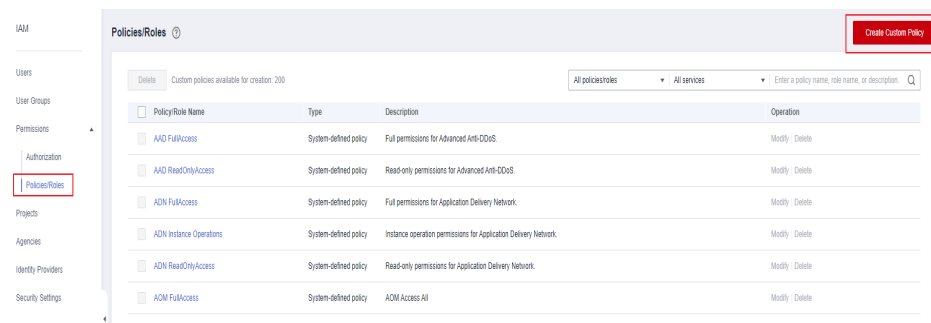 IAM
Users
User Groups
Permissions
Authorization
Policies/Roles
Projects
Agencies
Identity Providers
Security Settings
Policies/Roles ?
Create Custom Policy
Delete Custom policies available for creation: 200
All policies/roles All services Enter a policy name, role name, or description.
Policy/Role Name Type Description Operation
AAD FullAccess System-defined policy Full permissions for Advanced Anti-DDoS. Modify Delete
AAD ReadOnlyAccess System-defined policy Read-only permissions for Advanced Anti-DDoS. Modify Delete
ADN FullAccess System-defined policy Full permissions for Application Delivery Network. Modify Delete
ADN Instance Operations System-defined policy Instance operation permissions for Application Delivery Network. Modify Delete
ADN ReadOnlyAccess System-defined policy Read-only permissions for Application Delivery Network. Modify Delete
AOM FullAccess System-defined policy AOM Access All Modify Delete